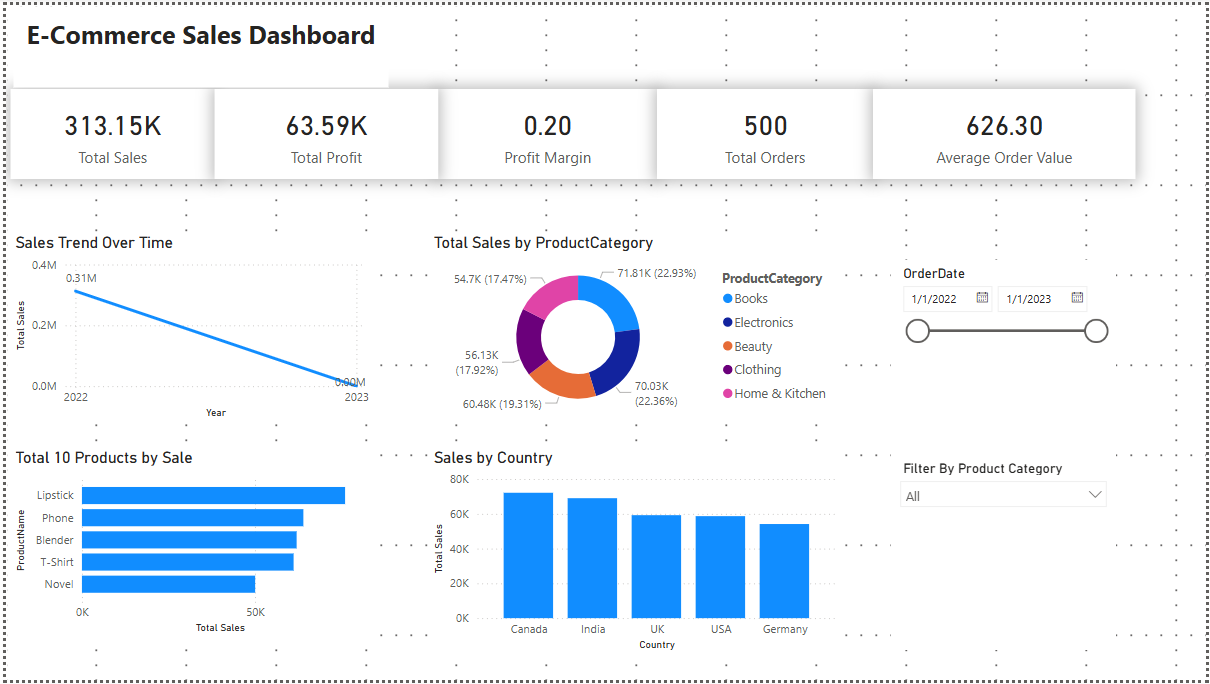 E-Commerce Sales Dashboard
313.15K
Total Sales
63.59K
Total Profit
0.20
Profit Margin
500
Total Orders
626.30
Average Order Value
Sales Trend Over Time
0.4M
0.31M
0.2M
0.0M
0.00M
2022
2023
Total Sales
Year
Total Sales by ProductCategory
54.7K (17.47%)
71.81K (22.93%)
56.13K
(17.92%)
70.03K
(22.36%)
60.48K (19.31%)
ProductCategory
Books
Electronics
Beauty
Clothing
Home & Kitchen
OrderDate
1/1/2022
1/1/2023
Total 10 Products by Sale
ProductName
Lipstick
Phone
Blender
T-Shirt
Novel
0K
50K
Total Sales
Sales by Country
Total Sales
80K
60K
40K
20K
0K
Canada
India
UK
USA
Germany
Country
Filter By Product Category
All